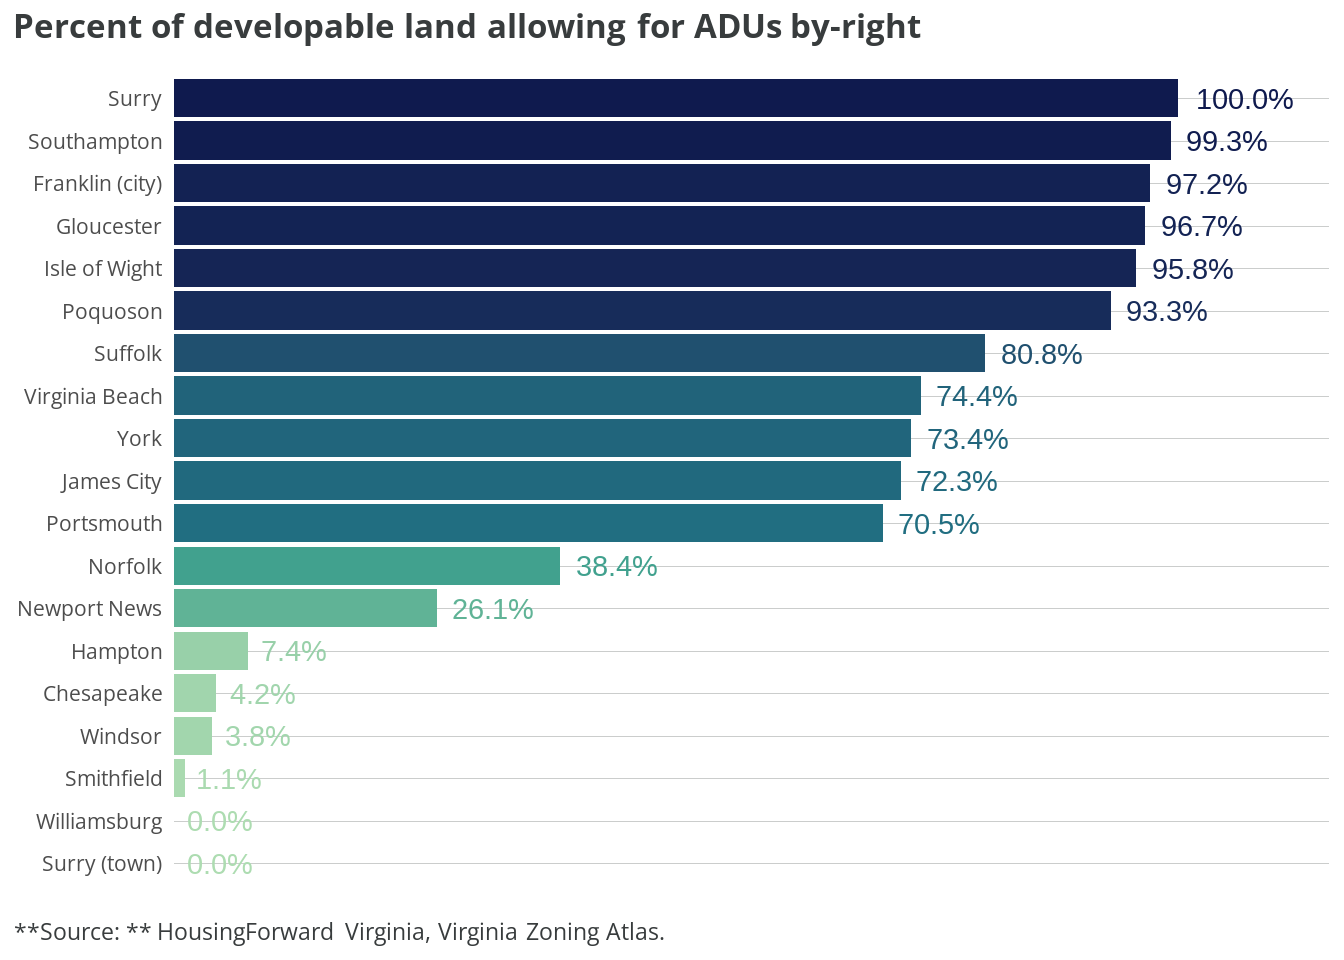 Percent of developable land allowing for ADUs by-right
Surry 100.0%
Southampton 99.3%
Franklin (city) 97.2%
Gloucester 96.7%
Isle of Wight 95.8%
Poquoson 93.3%
Suffolk 80.8%
Virginia Beach 74.4%
York 73.4%
James City 72.3%
Portsmouth 70.5%
Norfolk 38.4%
Newport News 26.1%
Hampton 7.4%
Chesapeake 4.2%
Windsor 3.8%
Smithfield 1.1%
Williamsburg 0.0%
Surry (town) 0.0%
**Source: ** HousingForward Virginia, Virginia Zoning Atlas.